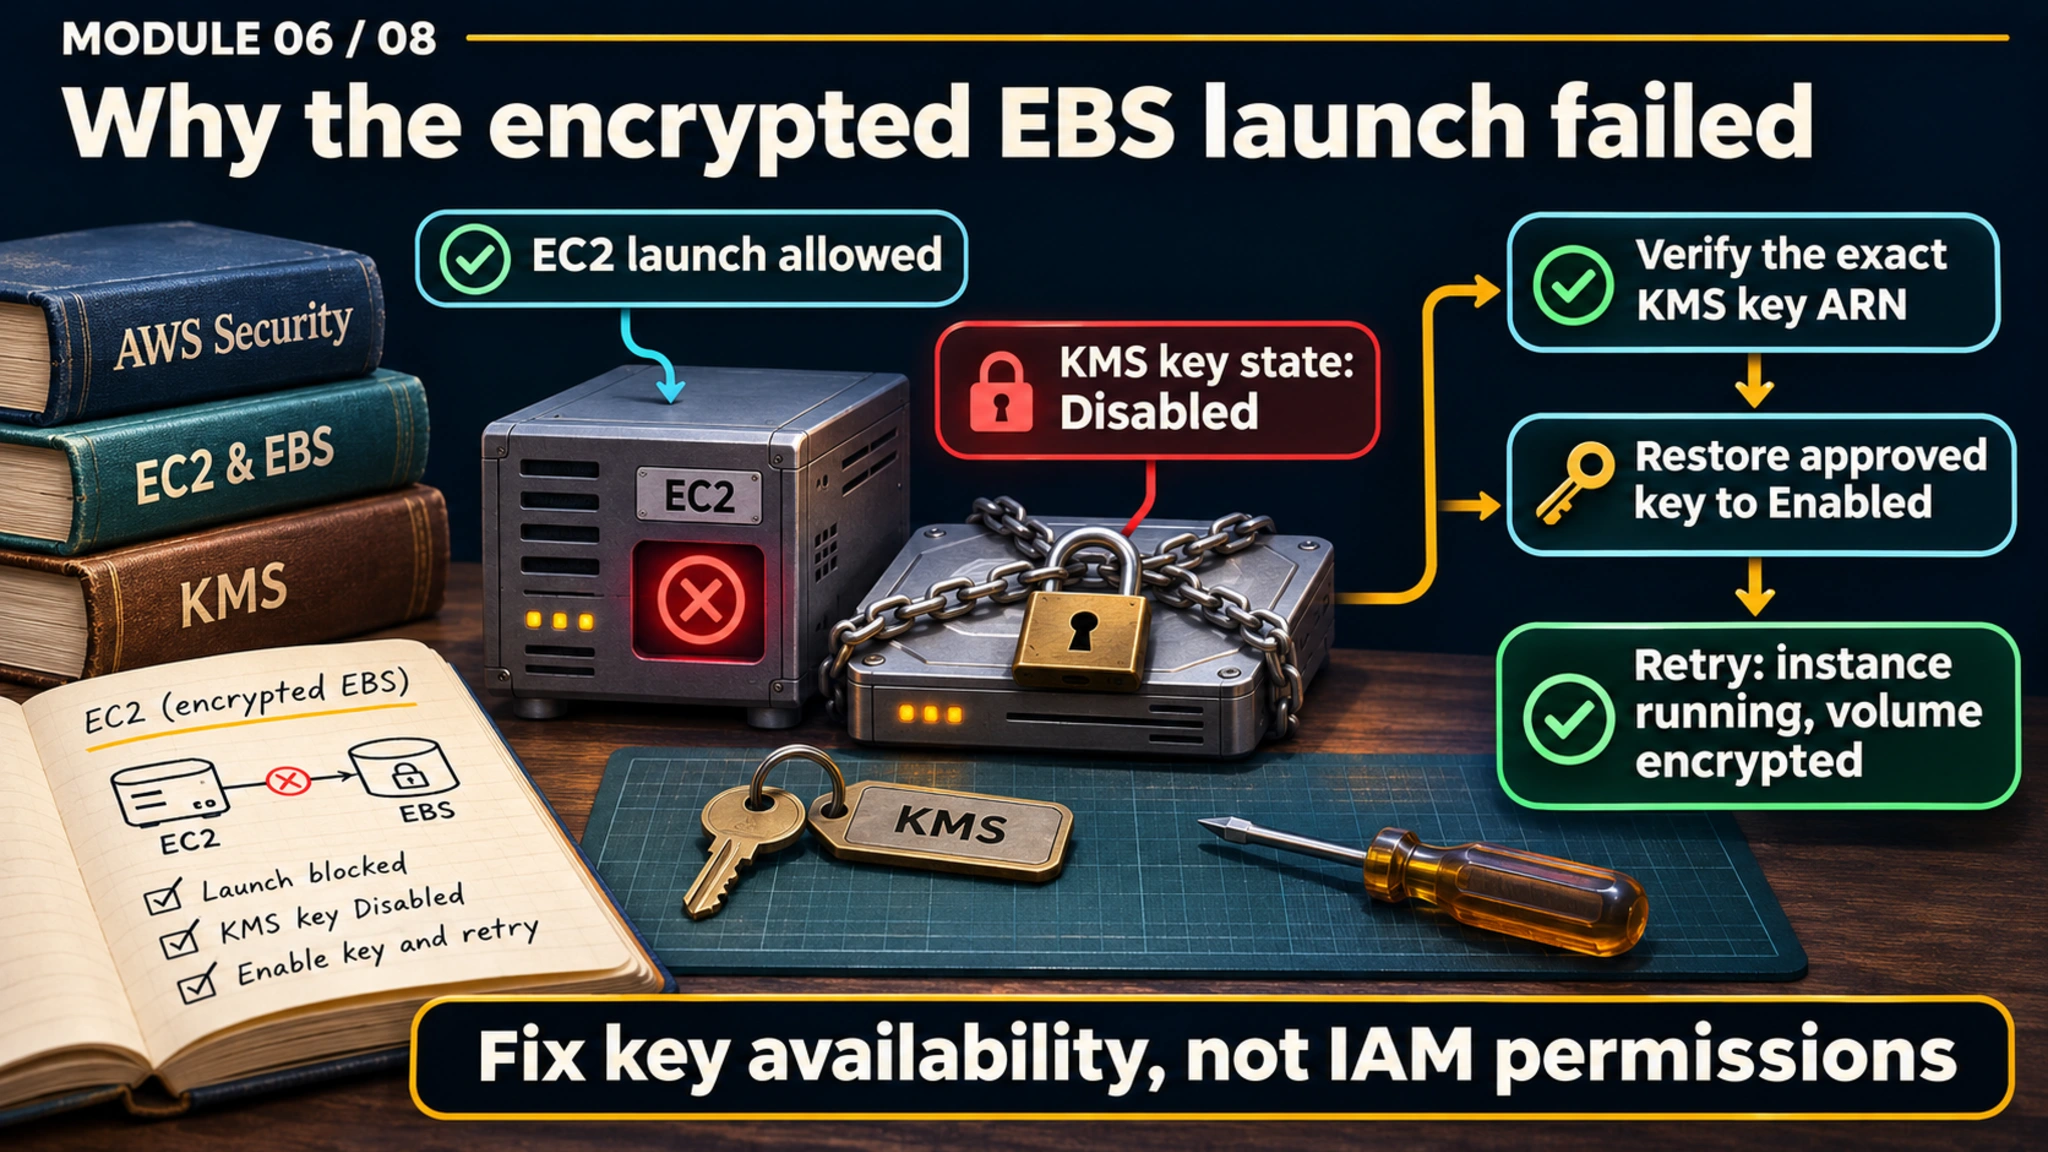 MODULE 06 / 08
Why the encrypted EBS launch failed
EC2 launch allowed
KMS key state:
Disabled
Verify the exact
KMS key ARN
Restore approved
key to Enabled
Retry: instance
running, volume
encrypted
AWS Security
EC2 & EBS
KMS
EC2
EC2 (encrypted EBS)
EC2
EBS
Launch blocked
KMS key Disabled
Enable key and retry
KMS
Fix key availability, not IAM permissions